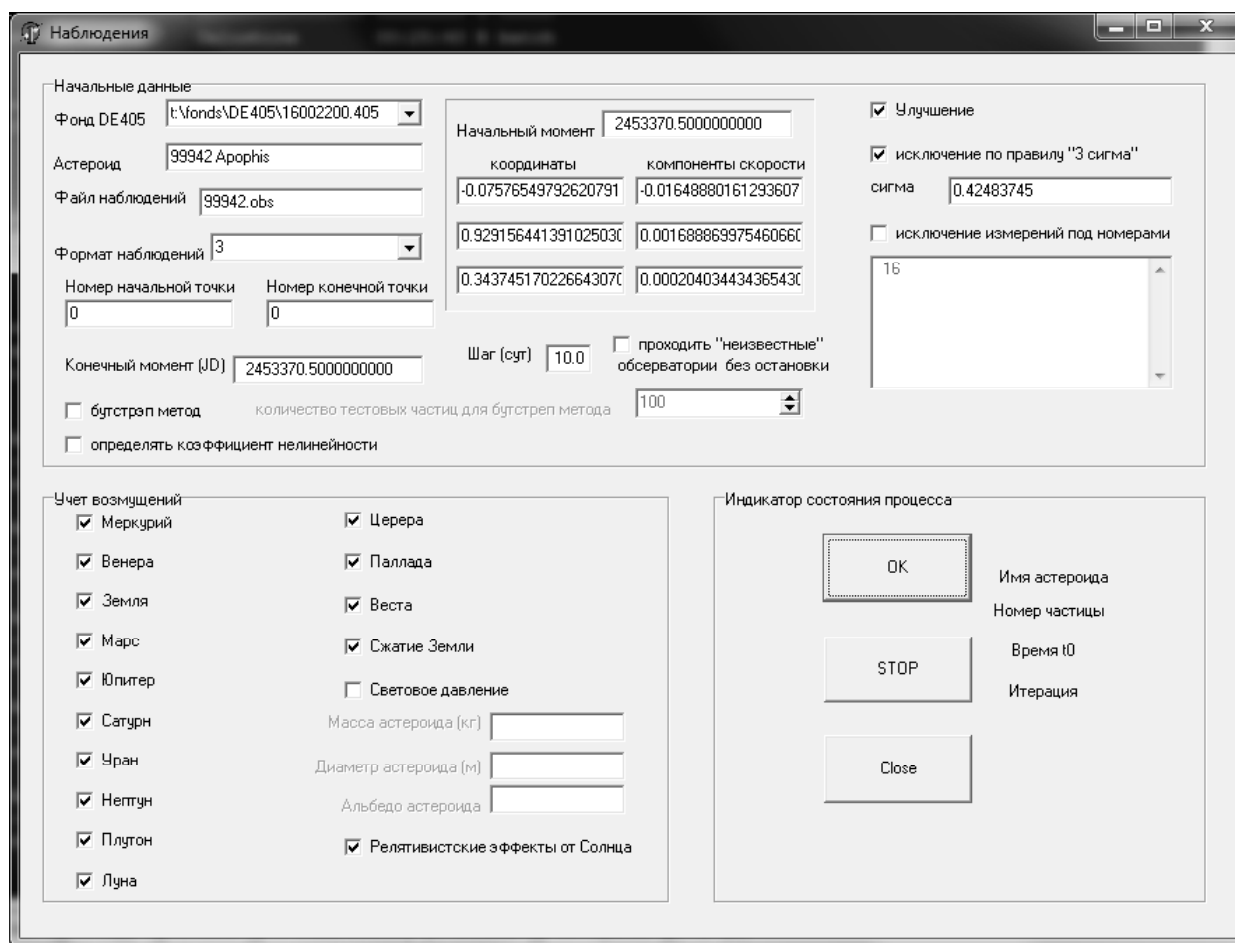 Наблюдения
Начальные данные
Фонд DE405
t:\fonds\DE405\16002200.405
Астероид
99942 Apophis
Файл наблюдений
99942.obs
Формат наблюдений
3
Номер начальной точки
Номер конечной точки
0
0
Конечный момент (JD)
2453370.5000000000
бутстрэп метод
количество тестовых частиц для бутстреп метода
100
определять коэффициент нелинейности
Начальный момент
2453370.5000000000
координаты
компоненты скорости
-0.07576549792620791
-0.01648880161293607
0.929156441391025030
0.001688869975460660
0.343745170226643070
0.000204034434365430
Шаг (сут)
10.0
проходить "неизвестные"
обсерватории без остановки
Улучшение
исключение по правилу "3 сигма"
сигма
0.42483745
исключение измерений под номерами
16
Учет возмущений
Меркурий
Венера
Земля
Марс
Юпитер
Сатурн
Уран
Нептун
Плутон
Луна
Церера
Паллада
Веста
Сжатие Земли
Световое давление
Масса астероида (кг)
Диаметр астероида (м)
Альбедо астероида
Релятивистские эффекты от Солнца
Индикатор состояния процесса
OK
Имя астероида
Номер частицы
Время t0
STOP
Итерация
Close